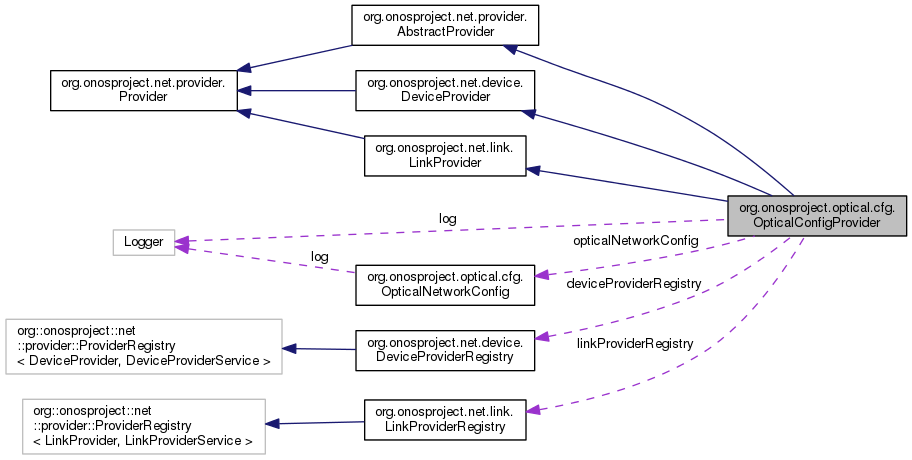 org.onosproject.net.provider.
AbstractProvider
org.onosproject.net.provider.
Provider
org.onosproject.net.device.
DeviceProvider
org.onosproject.net.link.
LinkProvider
org.onosproject.optical.cfg.
OpticalConfigProvider
log
Logger
opticalNetworkConfig
log
org.onosproject.optical.cfg.
OpticalNetworkConfig
deviceProviderRegistry
org::onosproject::net
::provider::ProviderRegistry
< DeviceProvider, DeviceProviderService >
org.onosproject.net.device.
DeviceProviderRegistry
linkProviderRegistry
org::onosproject::net
::provider::ProviderRegistry
< LinkProvider, LinkProviderService >
org.onosproject.net.link.
LinkProviderRegistry